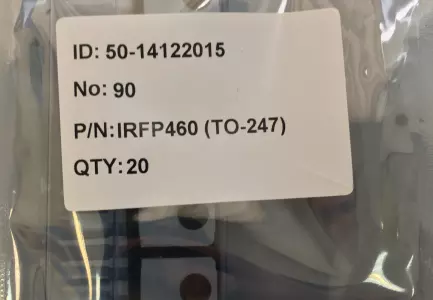 ID: 50-14122015
No: 90
P/N:IRFP460 (TO-247)
QTY:20